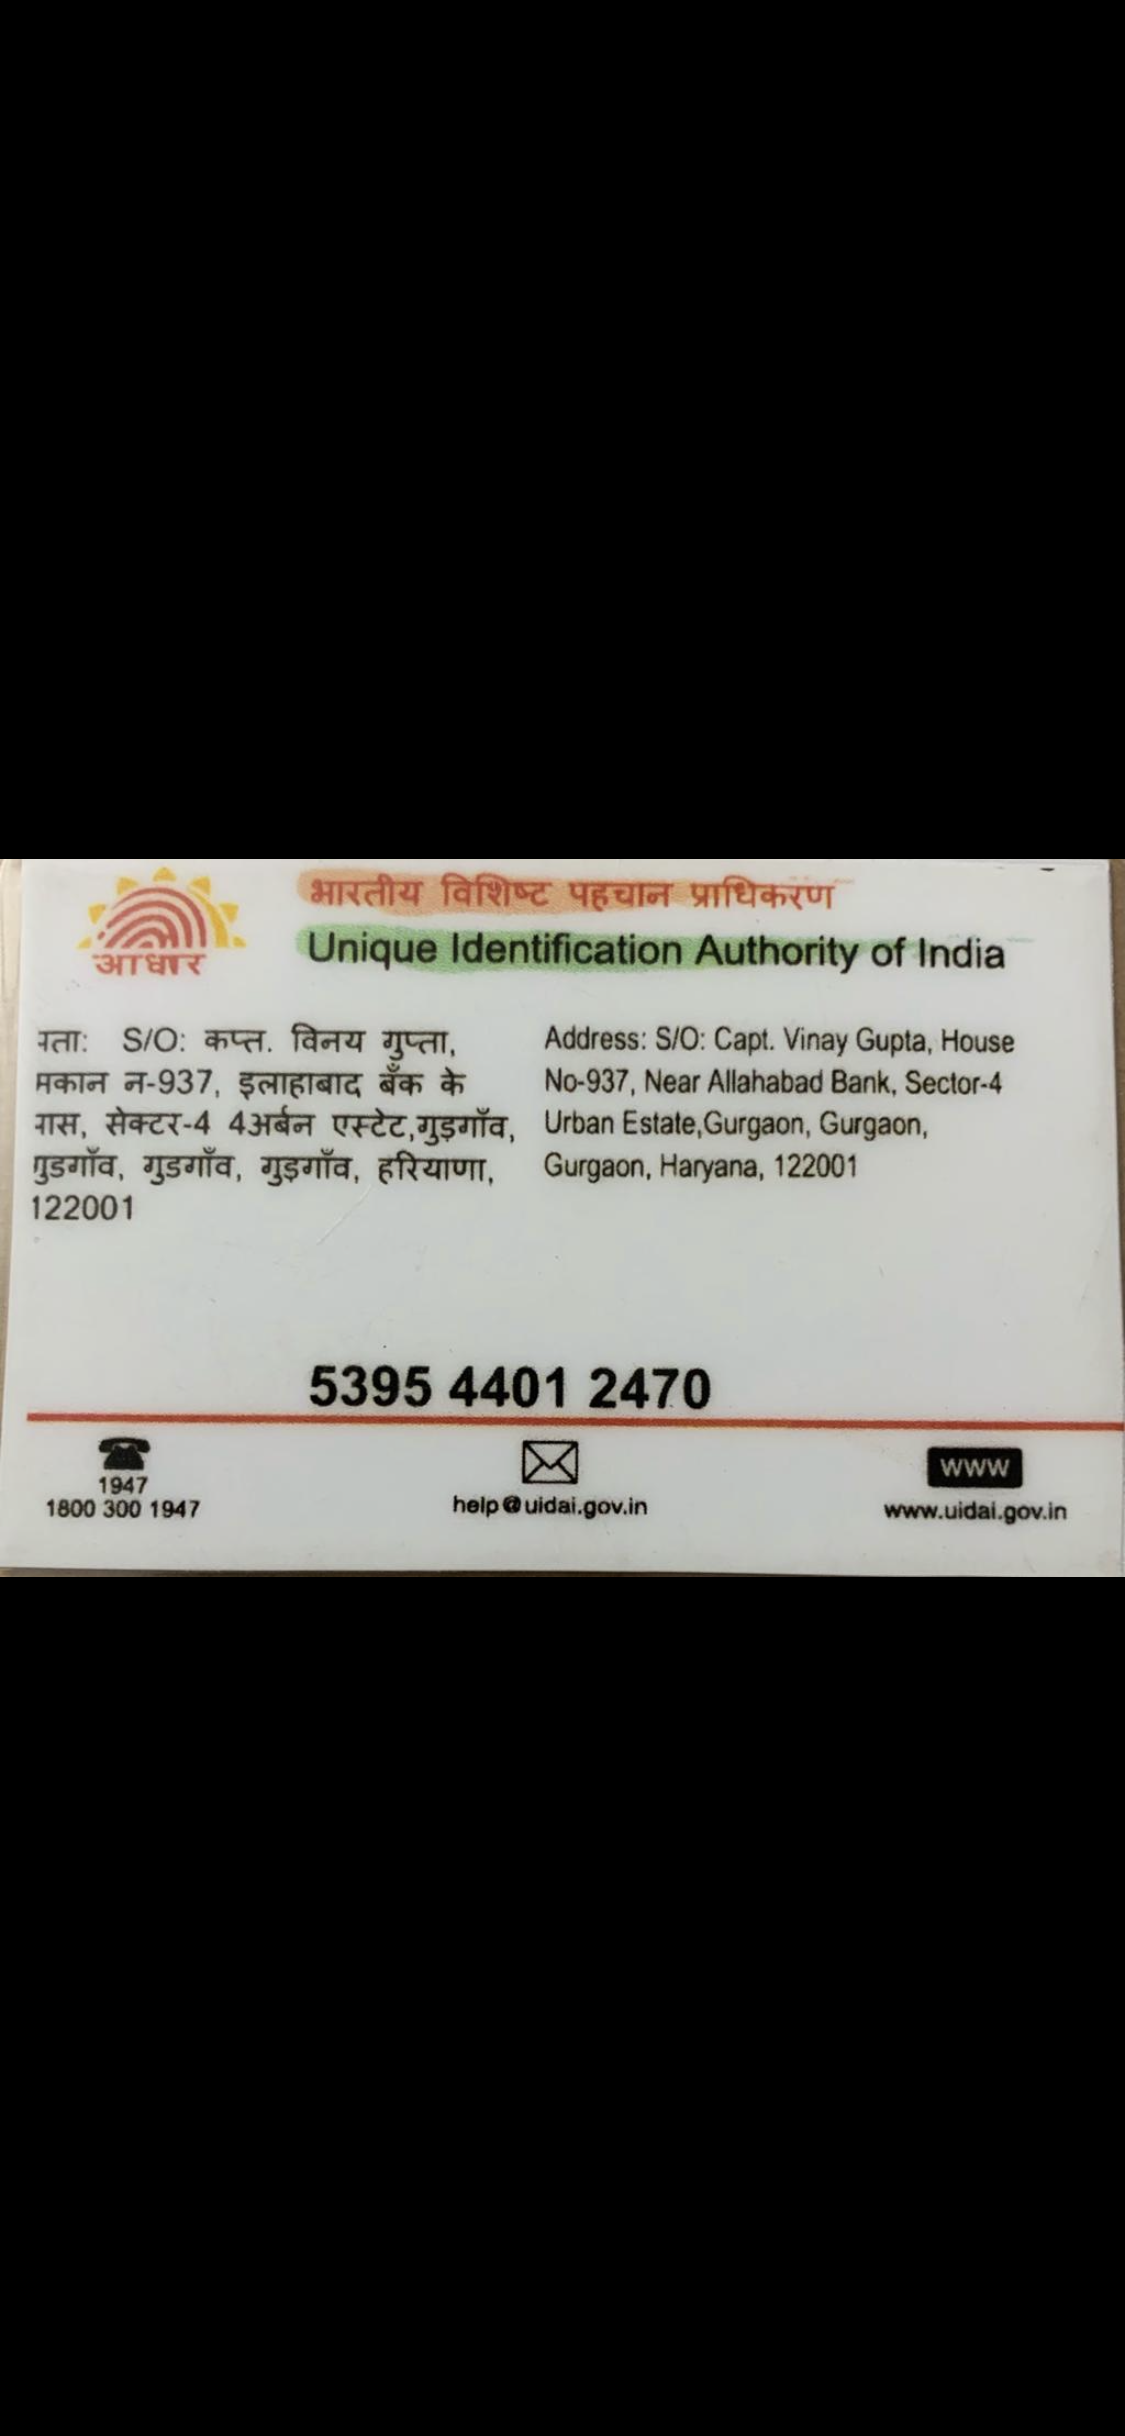 भारतीय विशिष्ट पहचान प्राधिकरण
Unique Identification Authority of India
आधार
पता: S/O: कप्त. विनय गुप्ता,
मकान न-937, इलाहाबाद बैंक के
पास, सेक्टर-4 4अर्बन एस्टेट,गुड़गाँव,
गुडगाँव, गुडगाँव, गुड़गाँव, हरियाणा,
122001
Address: S/O: Capt. Vinay Gupta, House
No-937, Near Allahabad Bank, Sector-4
Urban Estate,Gurgaon, Gurgaon,
Gurgaon, Haryana, 122001
5395 4401 2470
1947
1800 300 1947
help@uidai.gov.in
www
www.uidai.gov.in